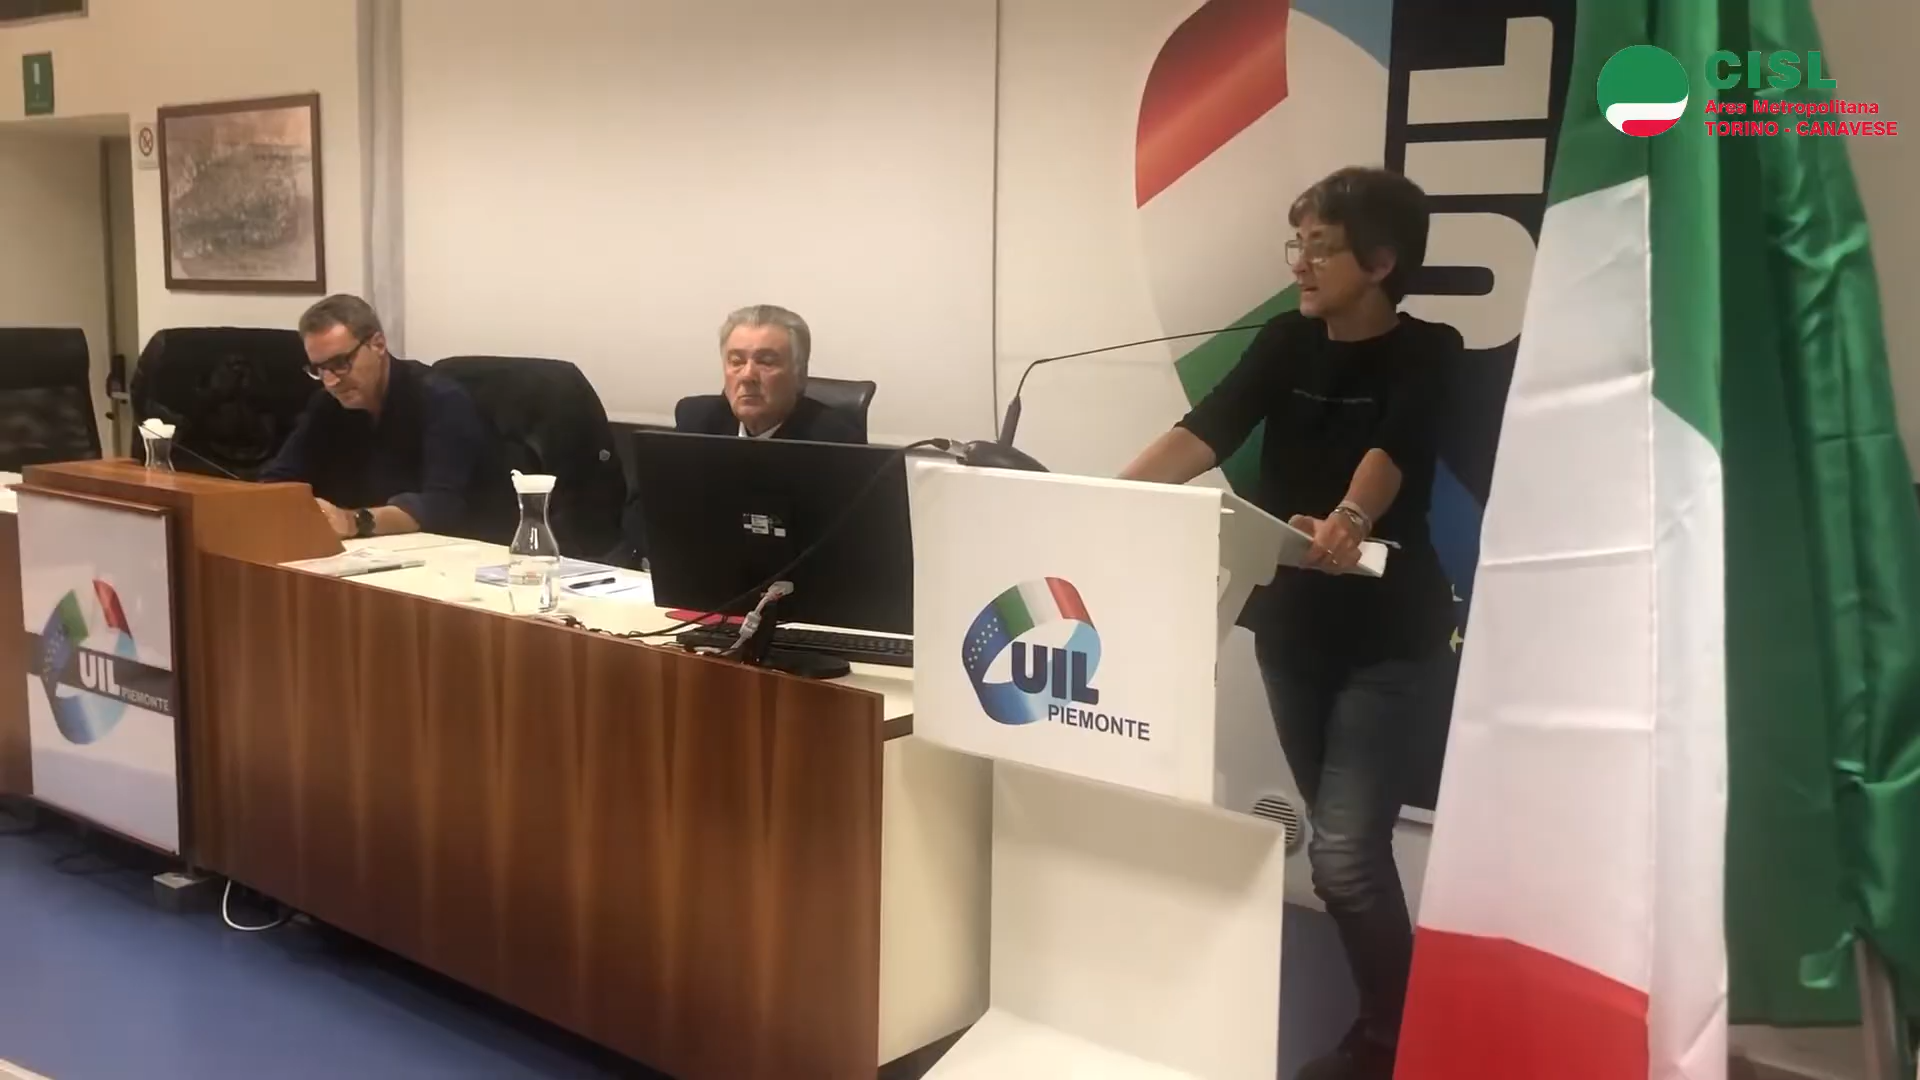 CISL
Area Metropolitana
TORINO - CANAVESE
UIL
UIL
PIEMONTE
UIL PIEMONTE